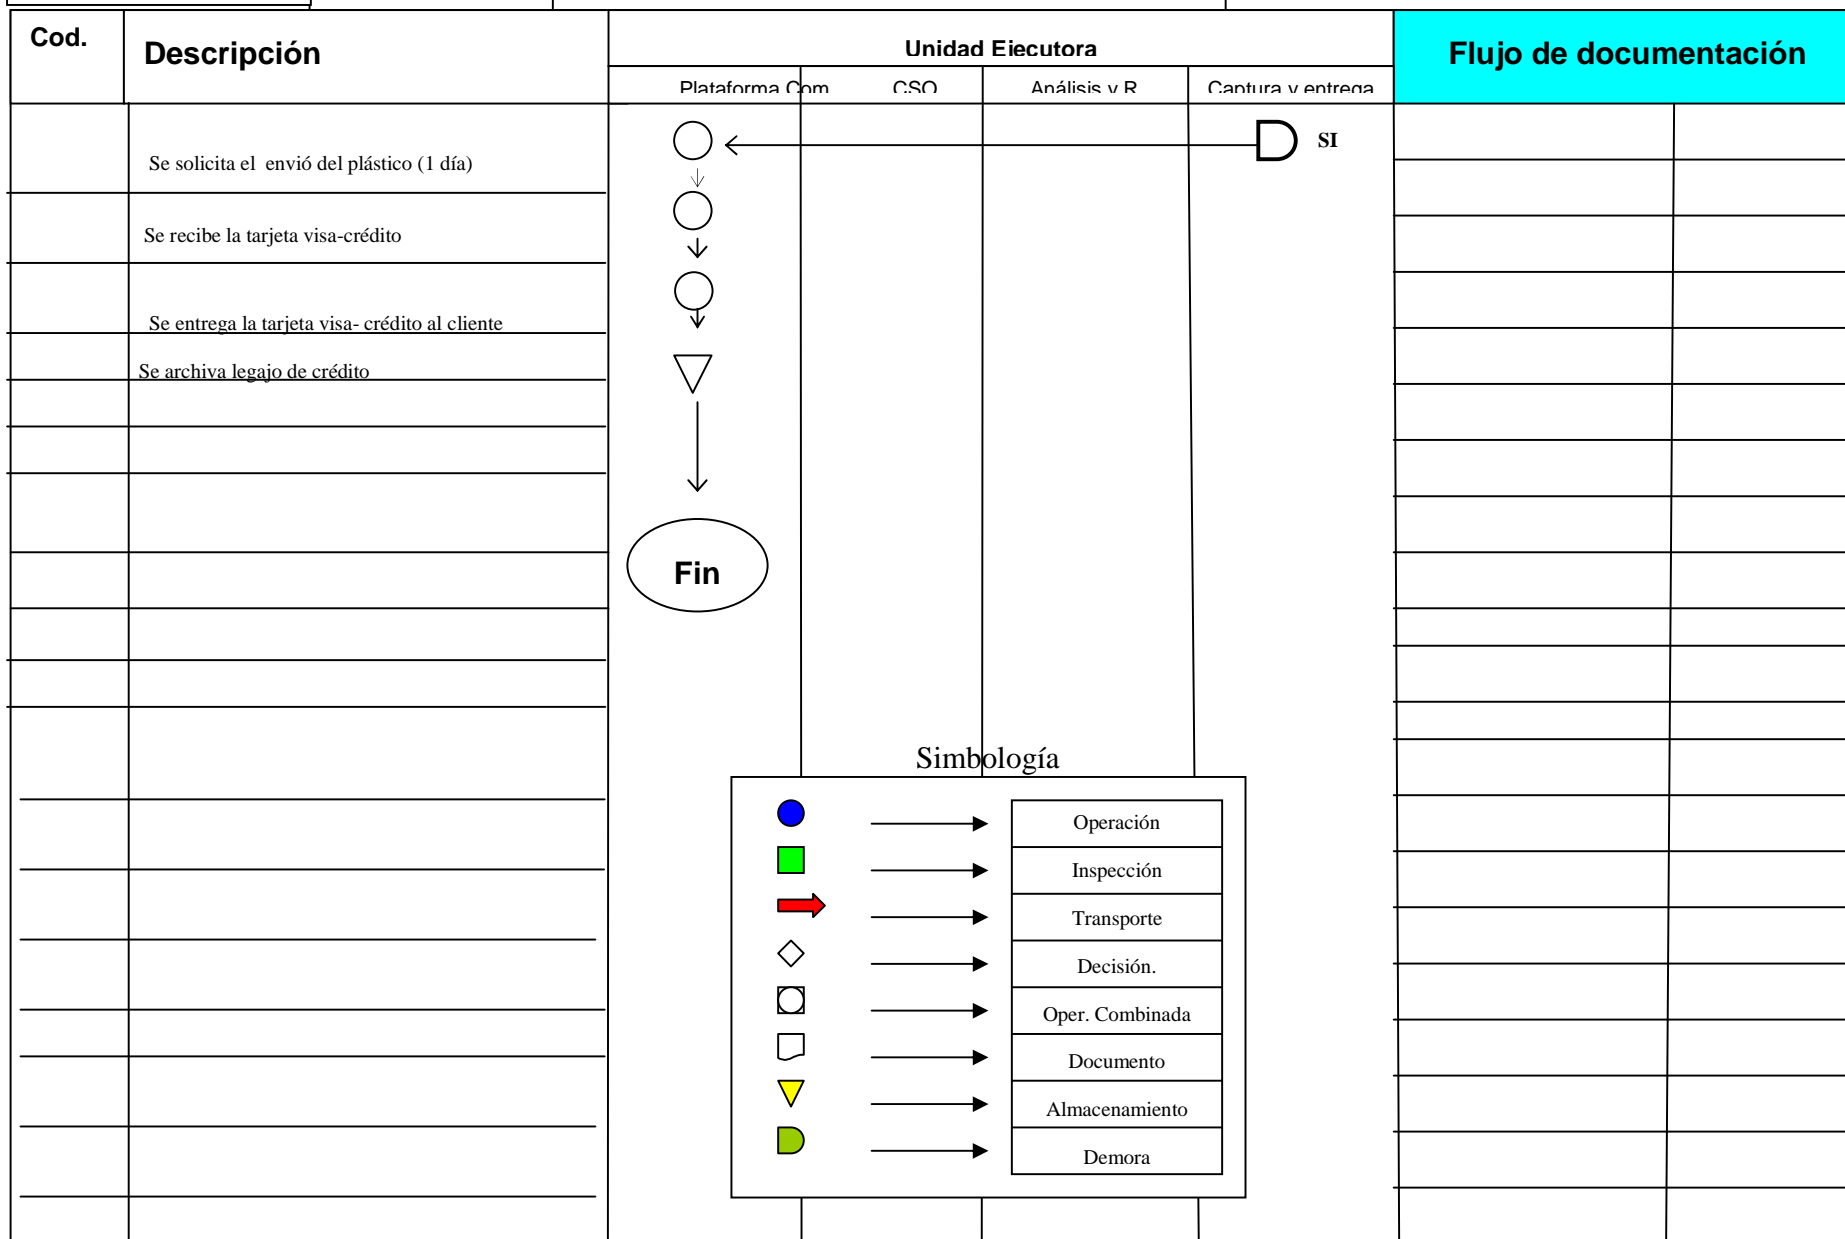 Cod.
Descripción
Unidad Ejecutora
Flujo de documentación
Plataforma Com
CSO
Análisis y R
Captura y entrega
SI
Se solicita el  envió del plástico (1 día)
Se recibe la tarjeta visa-crédito
Se entrega la tarjeta visa- crédito al cliente
Se archiva legajo de crédito
Fin
Simbología
Operación
Inspección
Transporte
Decisión.
Oper. Combinada
Documento
Almacenamiento
Demora